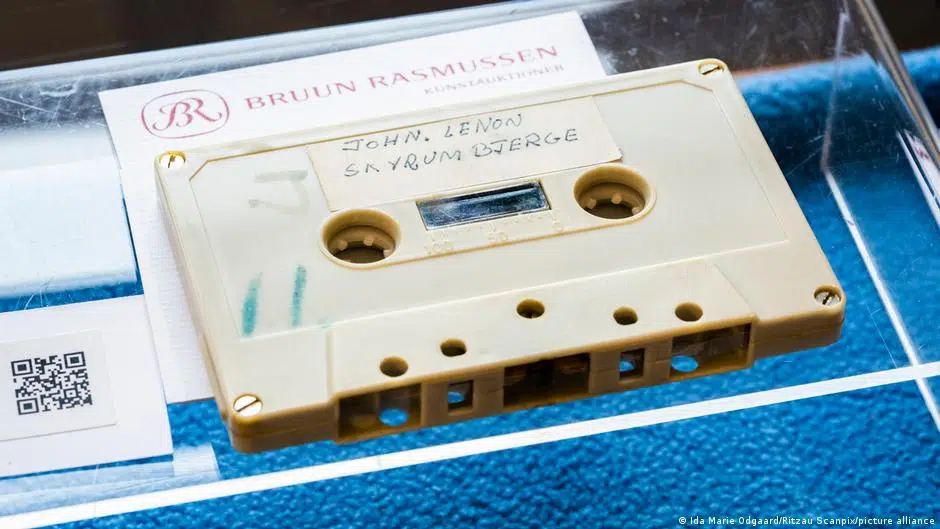 BR
BRUUN RASMUSSEN
KUNSTAUKTIONER
JOHN. LENON
SKYRUM BJERGE
100 50 0
© Ida Marie Odgaard/Ritzau Scanpix/picture alliance